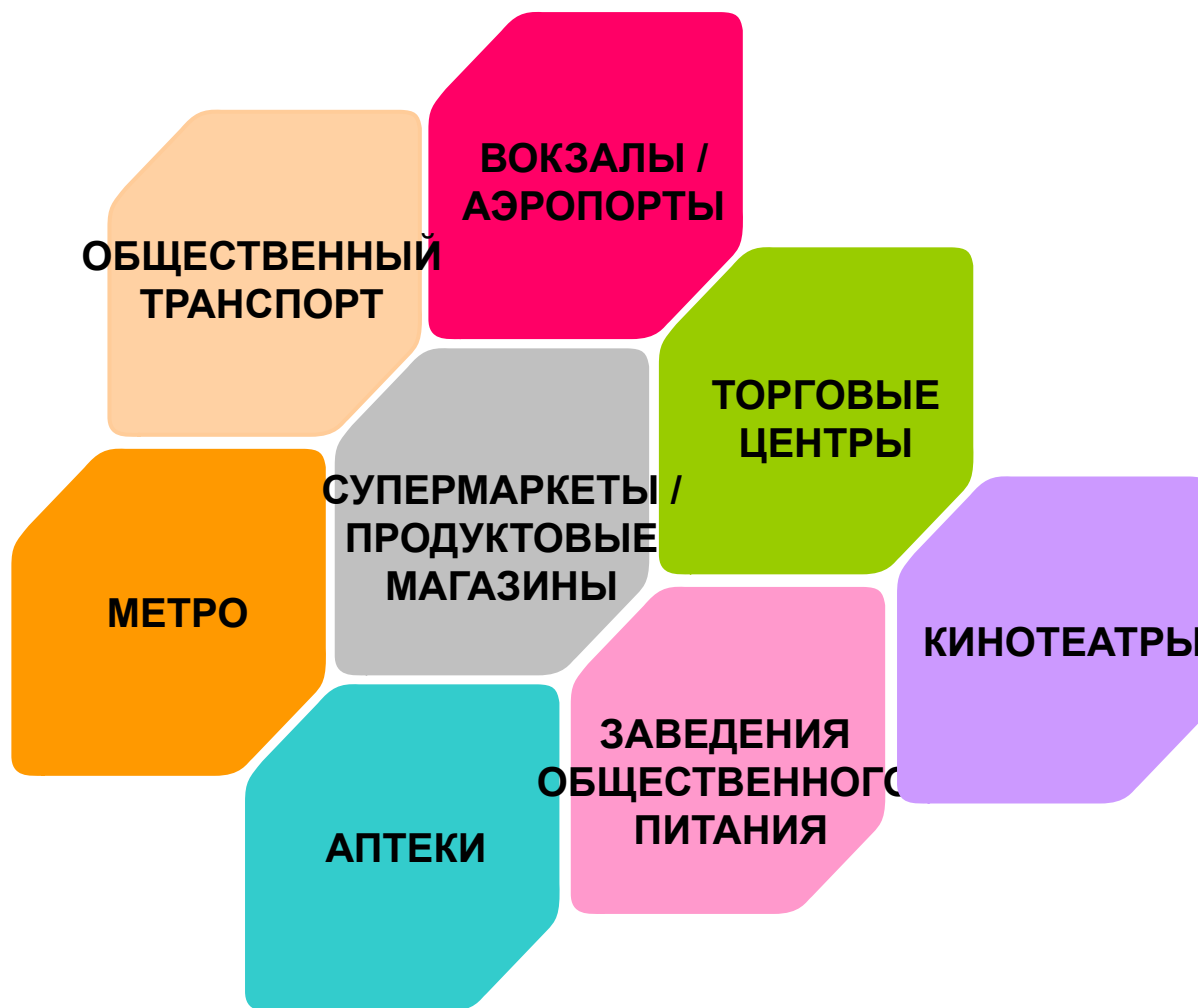 ВОКЗАЛЫ /
АЭРОПОРТЫ
ОБЩЕСТВЕННЫЙ
ТРАНСПОРТ
ТОРГОВЫЕ
ЦЕНТРЫ
СУПЕРМАРКЕТЫ /
ПРОДУКТОВЫЕ
МАГАЗИНЫ
МЕТРО
КИНОТЕАТРЫ
ЗАВЕДЕНИЯ
ОБЩЕСТВЕННОГО
ПИТАНИЯ
АПТЕКИ